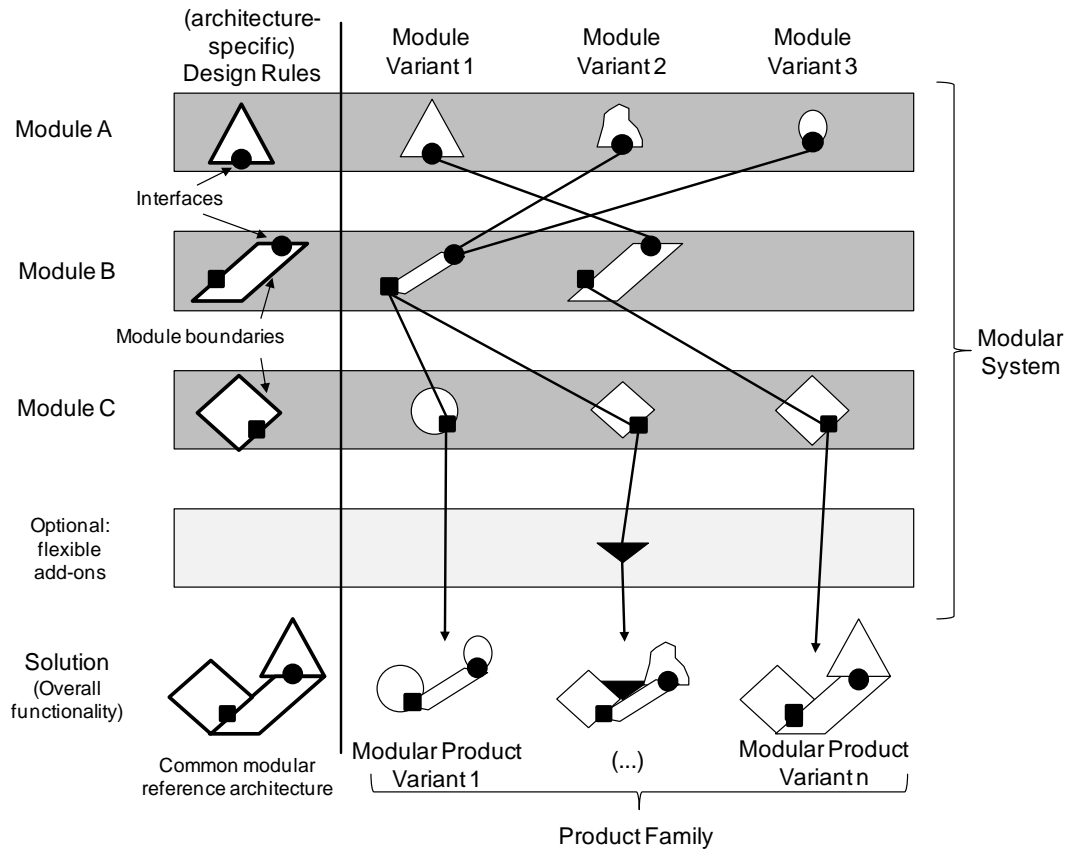 (architecture-
specific)
Design Rules
Module
Variant 1
Module
Variant 2
Module
Variant 3
Module A
Interfaces
Module B
Module boundaries
Module C
Modular
System
Optional:
flexible
add-ons
Solution
(Overall
functionality)
Common modular
reference architecture
Modular Product
Variant 1
(...)
Modular Product
Variant n
Product Family